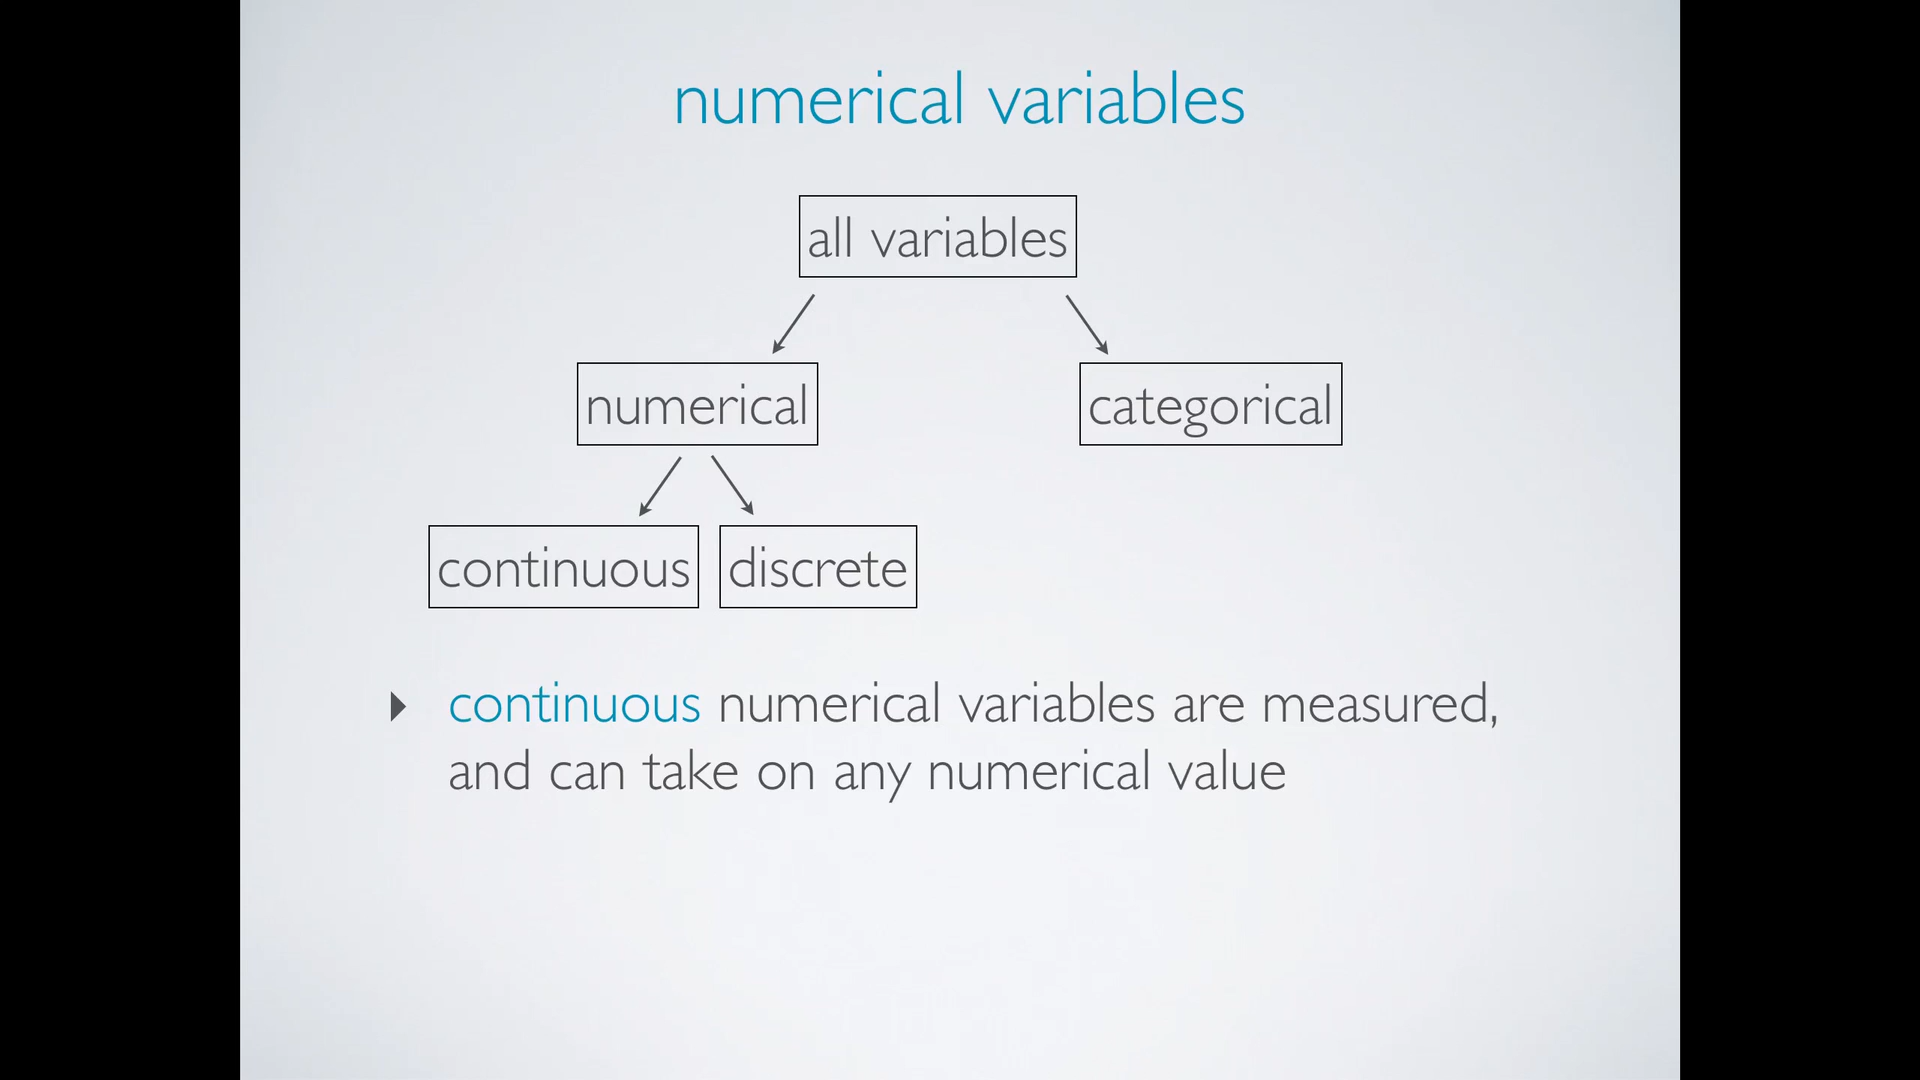 numerical variables
all variables
numerical
categorical
continuous
discrete
continuous numerical variables are measured,
and can take on any numerical value